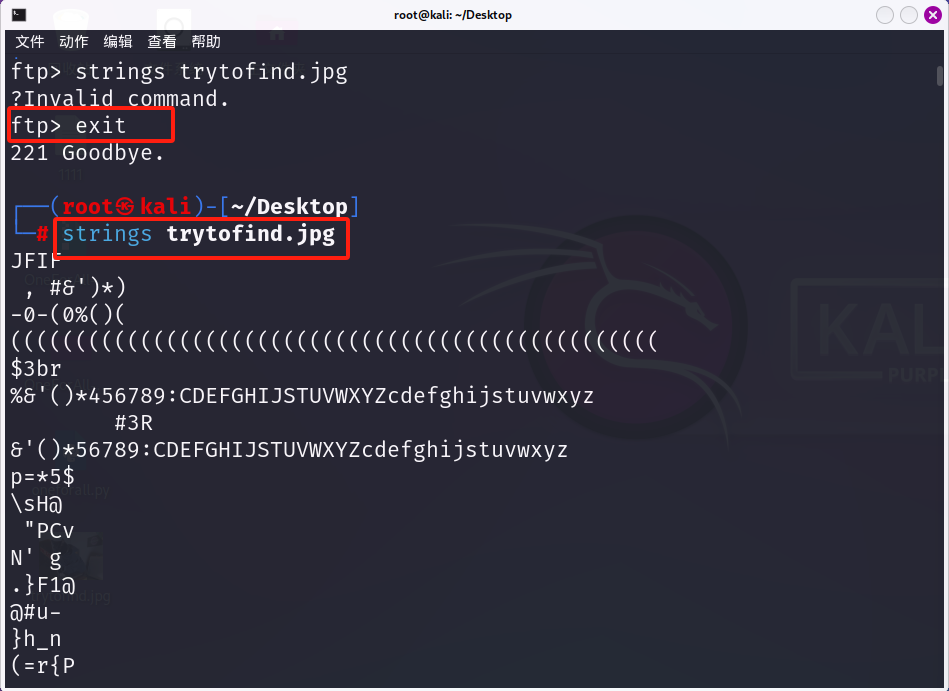 root@kali: ~/Desktop
文件 动作 编辑 查看 帮助
ftp> strings trytofind.jpg
?Invalid command.
ftp> exit
221 Goodbye.
┌──(root㉿kali)-[~/Desktop]
└─# strings trytofind.jpg
JFIF
 , #&')*)
-0-(0%()(
(((((((((((((((((((((((((((((((((((((((((((((((((((
$3br
%&'()*456789:CDEFGHIJSTUVWXYZcdefghijstuvwxyz
        #3R
&'()*56789:CDEFGHIJSTUVWXYZcdefghijstuvwxyz
p=*5$
\sH@
 "PCv
N' g
.}F1@
@#u-
}h_n
(=r{P
KAL
PURPL